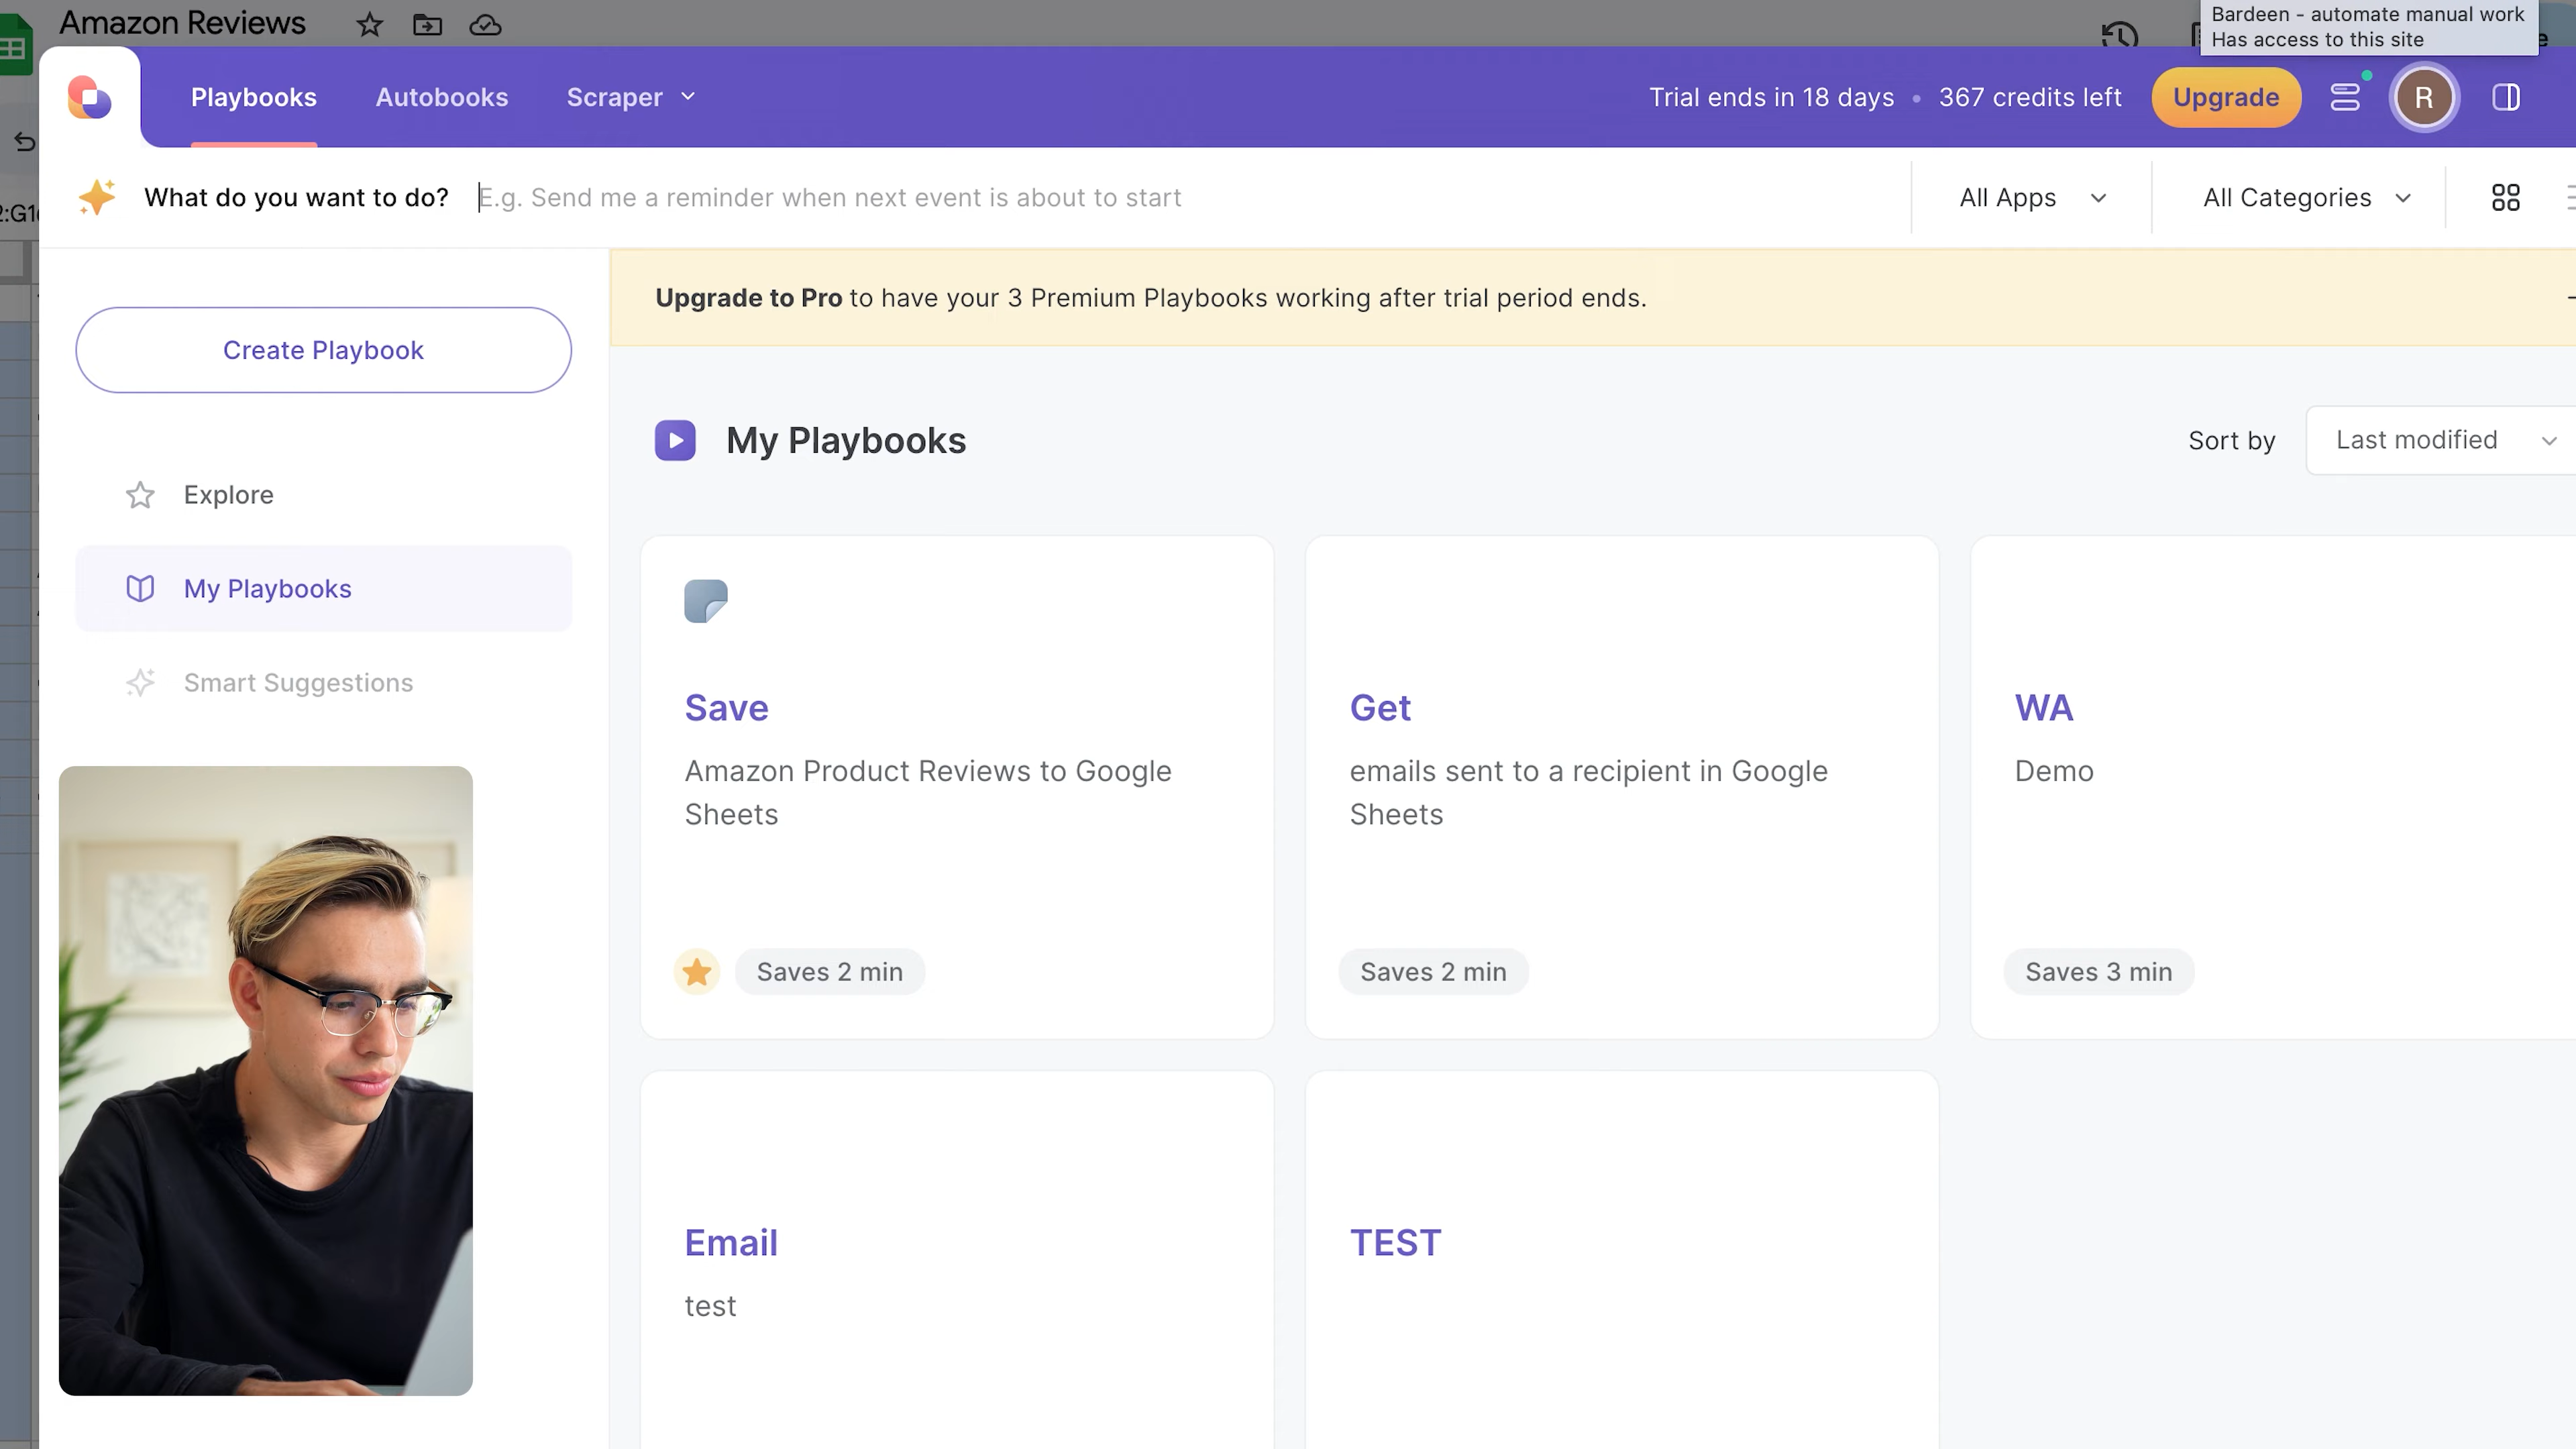 Amazon Reviews
Bardeen - automate manual work
Has access to this site
Playbooks
Autobooks
Scraper
Trial ends in 18 days • 367 credits left
Upgrade
R
What do you want to do?
E.g. Send me a reminder when next event is about to start
All Apps
All Categories
Upgrade to Pro to have your 3 Premium Playbooks working after trial period ends.
Create Playbook
Explore
My Playbooks
Smart Suggestions
My Playbooks
Sort by
Last modified
Save
Amazon Product Reviews to Google
Sheets
Saves 2 min
Get
emails sent to a recipient in Google
Sheets
Saves 2 min
WA
Demo
Saves 3 min
Email
test
TEST